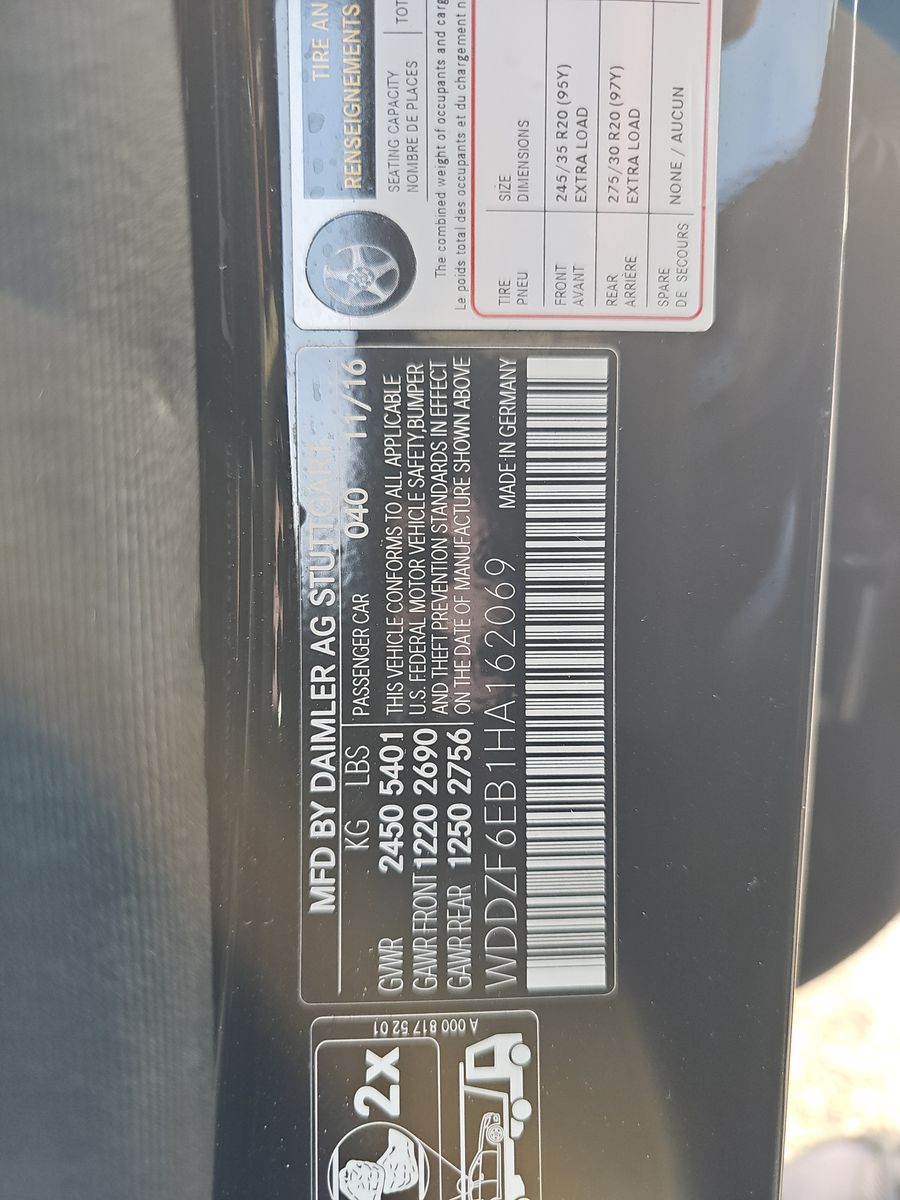 MFD BY DAIMLER AG STUTTGART
KG LBS PASSENGER CAR 040 11/16
GVWR 2450 5401 THIS VEHICLE CONFORMS TO ALL APPLICABLE
GAWR FRONT 1220 2690 U.S. FEDERAL MOTOR VEHICLE SAFETY,BUMPER
AND THEFT PREVENTION STANDARDS IN EFFECT
GAWR REAR 1250 2756 ON THE DATE OF MANUFACTURE SHOWN ABOVE
WDDZF6EB1HA162069 MADE IN GERMANY
TIRE AN
RENSEIGNEMENTS
SEATING CAPACITY
NOMBRE DE PLACES
TOT
The combined weight of occupants and carg
Le poids total des occupants et du chargement n
TIRE SIZE
PNEU DIMENSIONS
FRONT 245/35 R20 (95Y)
AVANT EXTRA LOAD
REAR 275/30 R20 (97Y)
ARRIÈRE EXTRA LOAD
SPARE NONE / AUCUN
DE SECOURS
2x
A 000 817 52 01